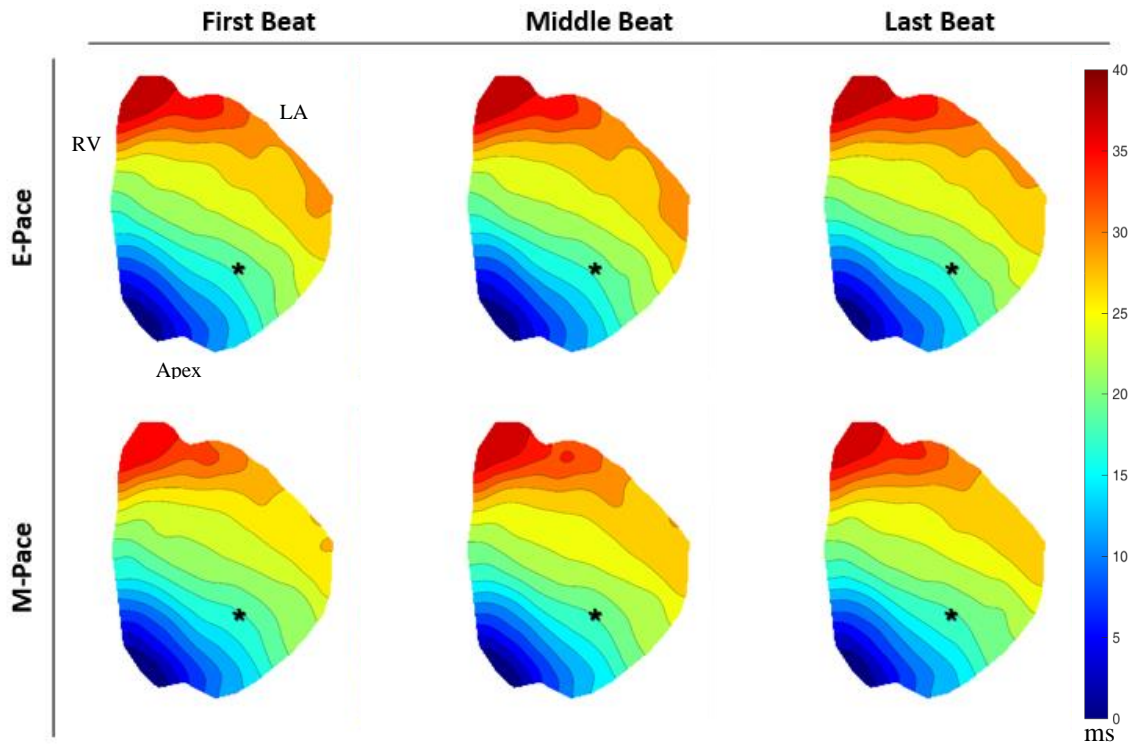 First Beat
Middle Beat
Last Beat
E-Pace
RV
LA
*
*
*
Apex
M-Pace
*
*
*
40
35
30
25
20
15
10
5
0
ms